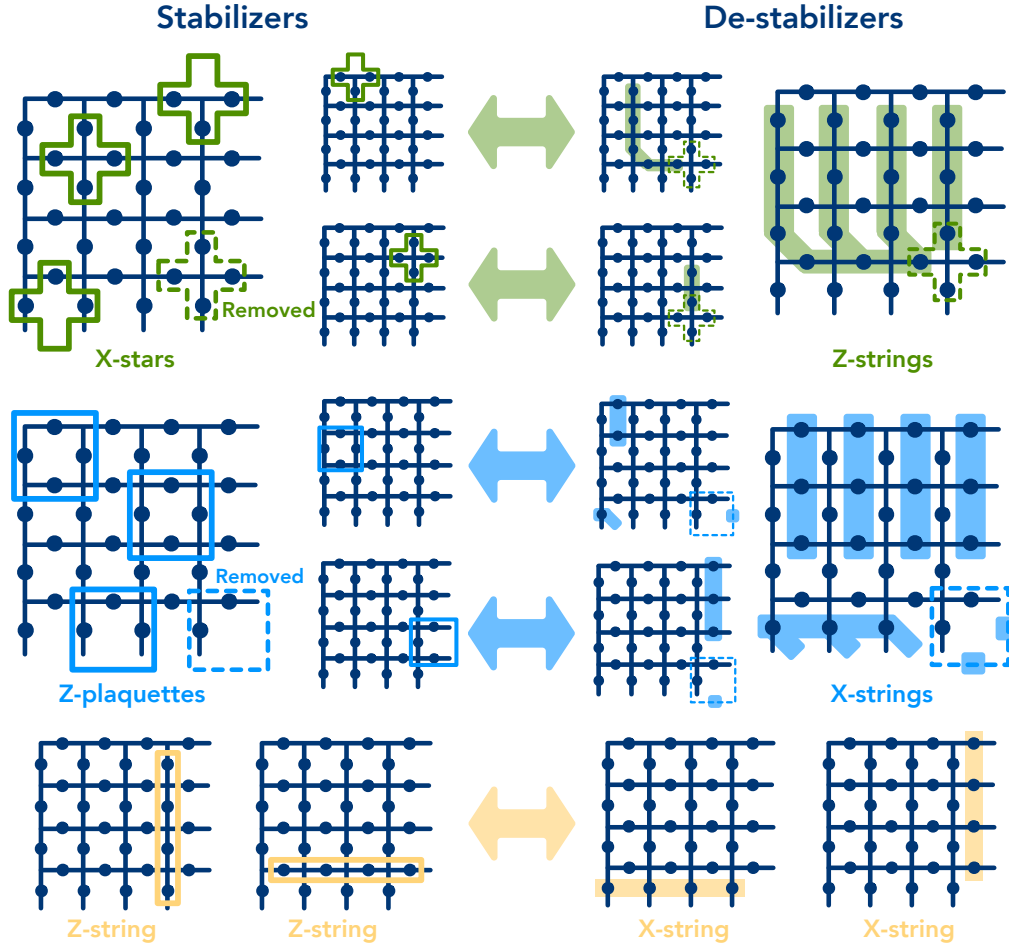 Stabilizers
De-stabilizers
Removed
X-stars
Z-strings
Removed
Z-plaquettes
X-strings
Z-string
Z-string
X-string
X-string